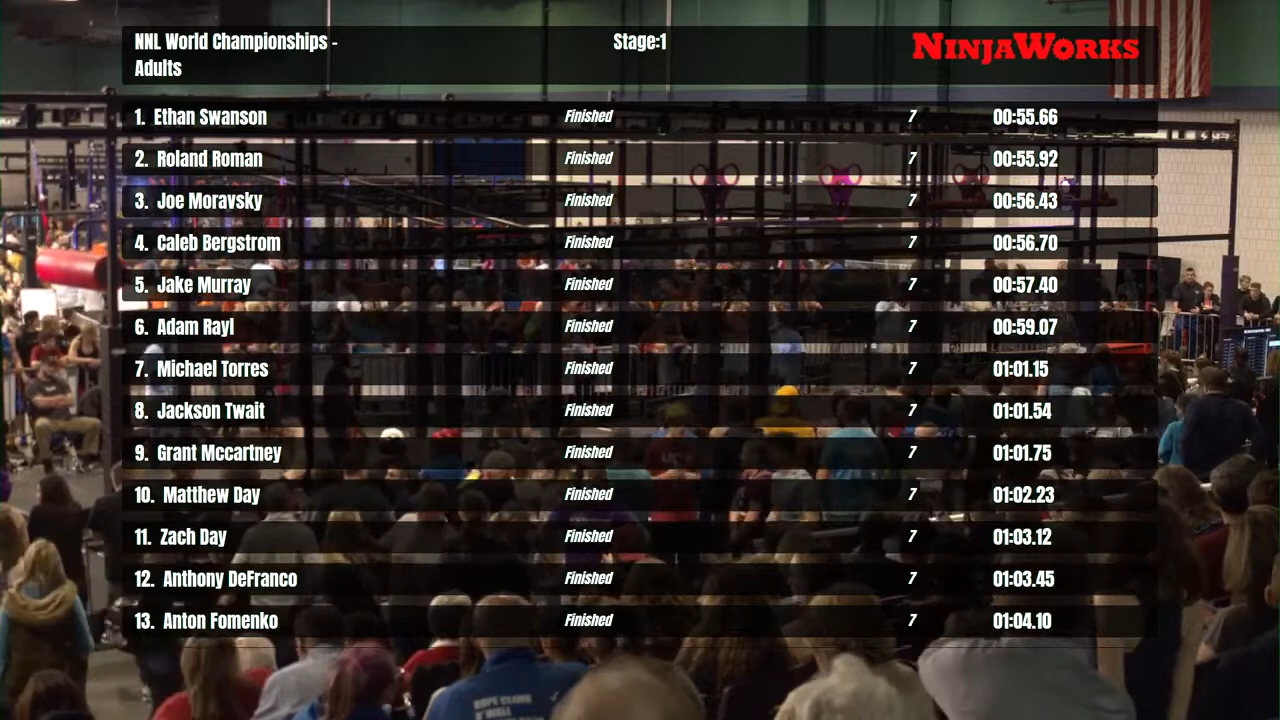 NNL World Championships -
Adults
Stage:1
NINJAWORKS
1. Ethan Swanson Finished 7 00:55.66
2. Roland Roman Finished 7 00:55.92
3. Joe Moravsky Finished 7 00:56.43
4. Caleb Bergstrom Finished 7 00:56.70
5. Jake Murray Finished 7 00:57.40
6. Adam Rayl Finished 7 00:59.07
7. Michael Torres Finished 7 01:01.15
8. Jackson Twait Finished 7 01:01.54
9. Grant Mccartney Finished 7 01:01.75
10. Matthew Day Finished 7 01:02.23
11. Zach Day Finished 7 01:03.12
12. Anthony DeFranco Finished 7 01:03.45
13. Anton Fomenko Finished 7 01:04.10